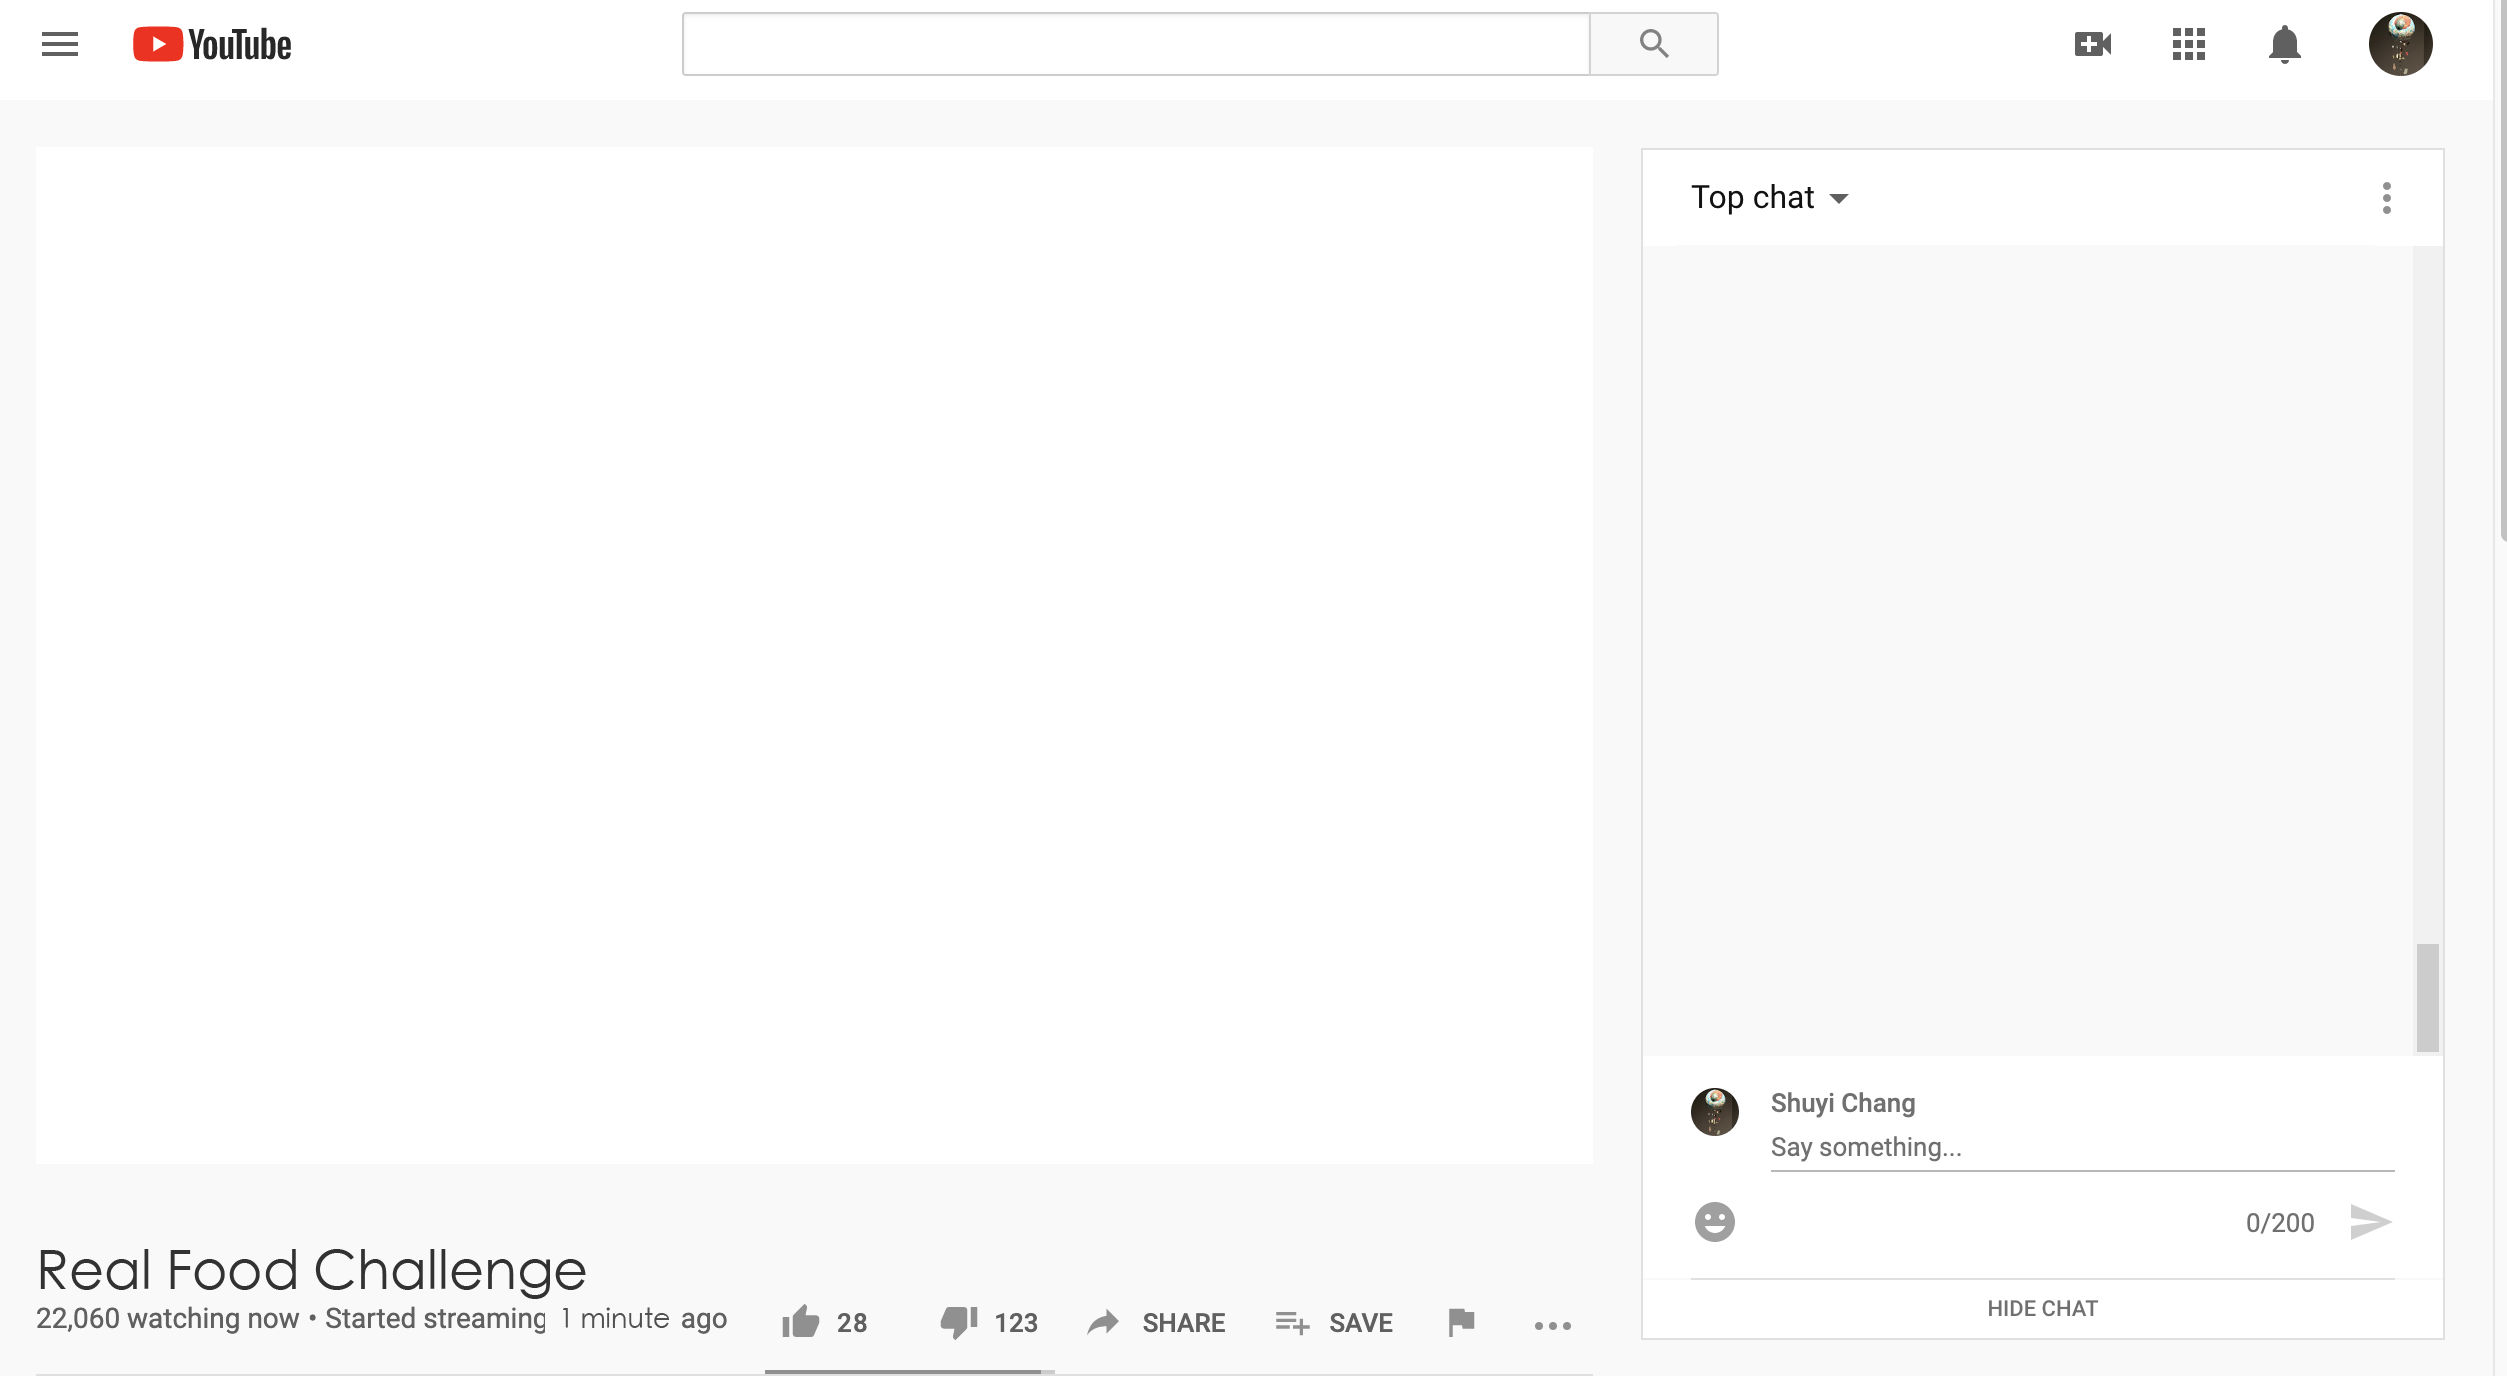 YouTube
Top chat
Shuyi Chang
Say something...
0/200
HIDE CHAT
Real Food Challenge
22,060 watching now • Started streaming 1 minute ago
28
123
SHARE
SAVE